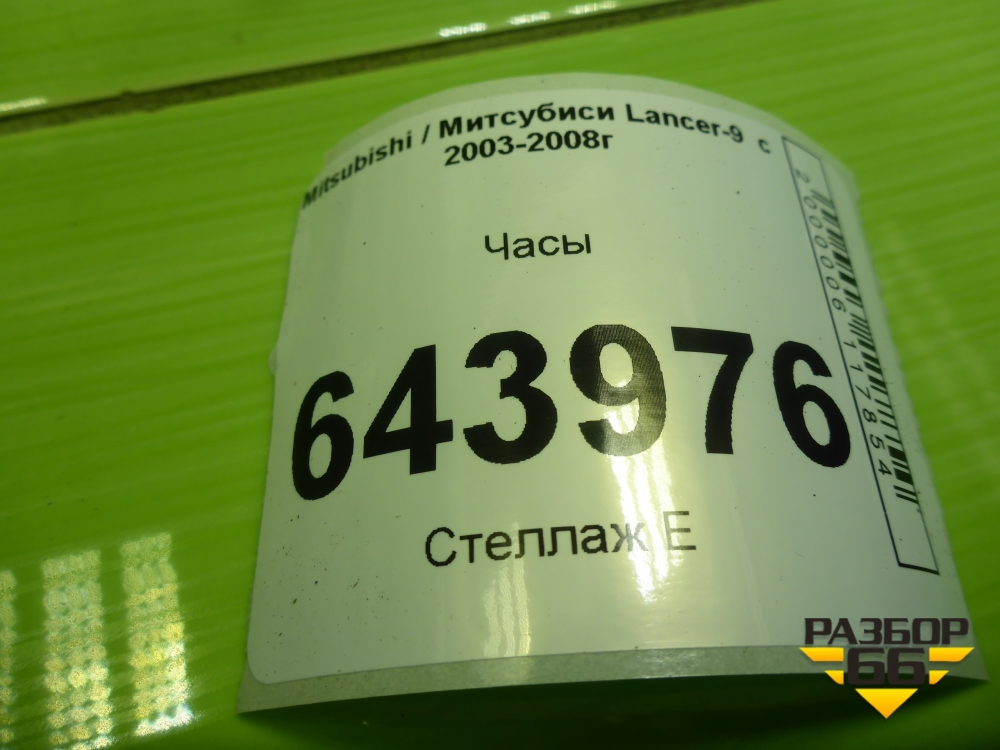 Mitsubishi / Митсубиси Lancer-9 с
2003-2008г
Часы
643976
Стеллаж Е
2000006117854
РАЗБОР
66